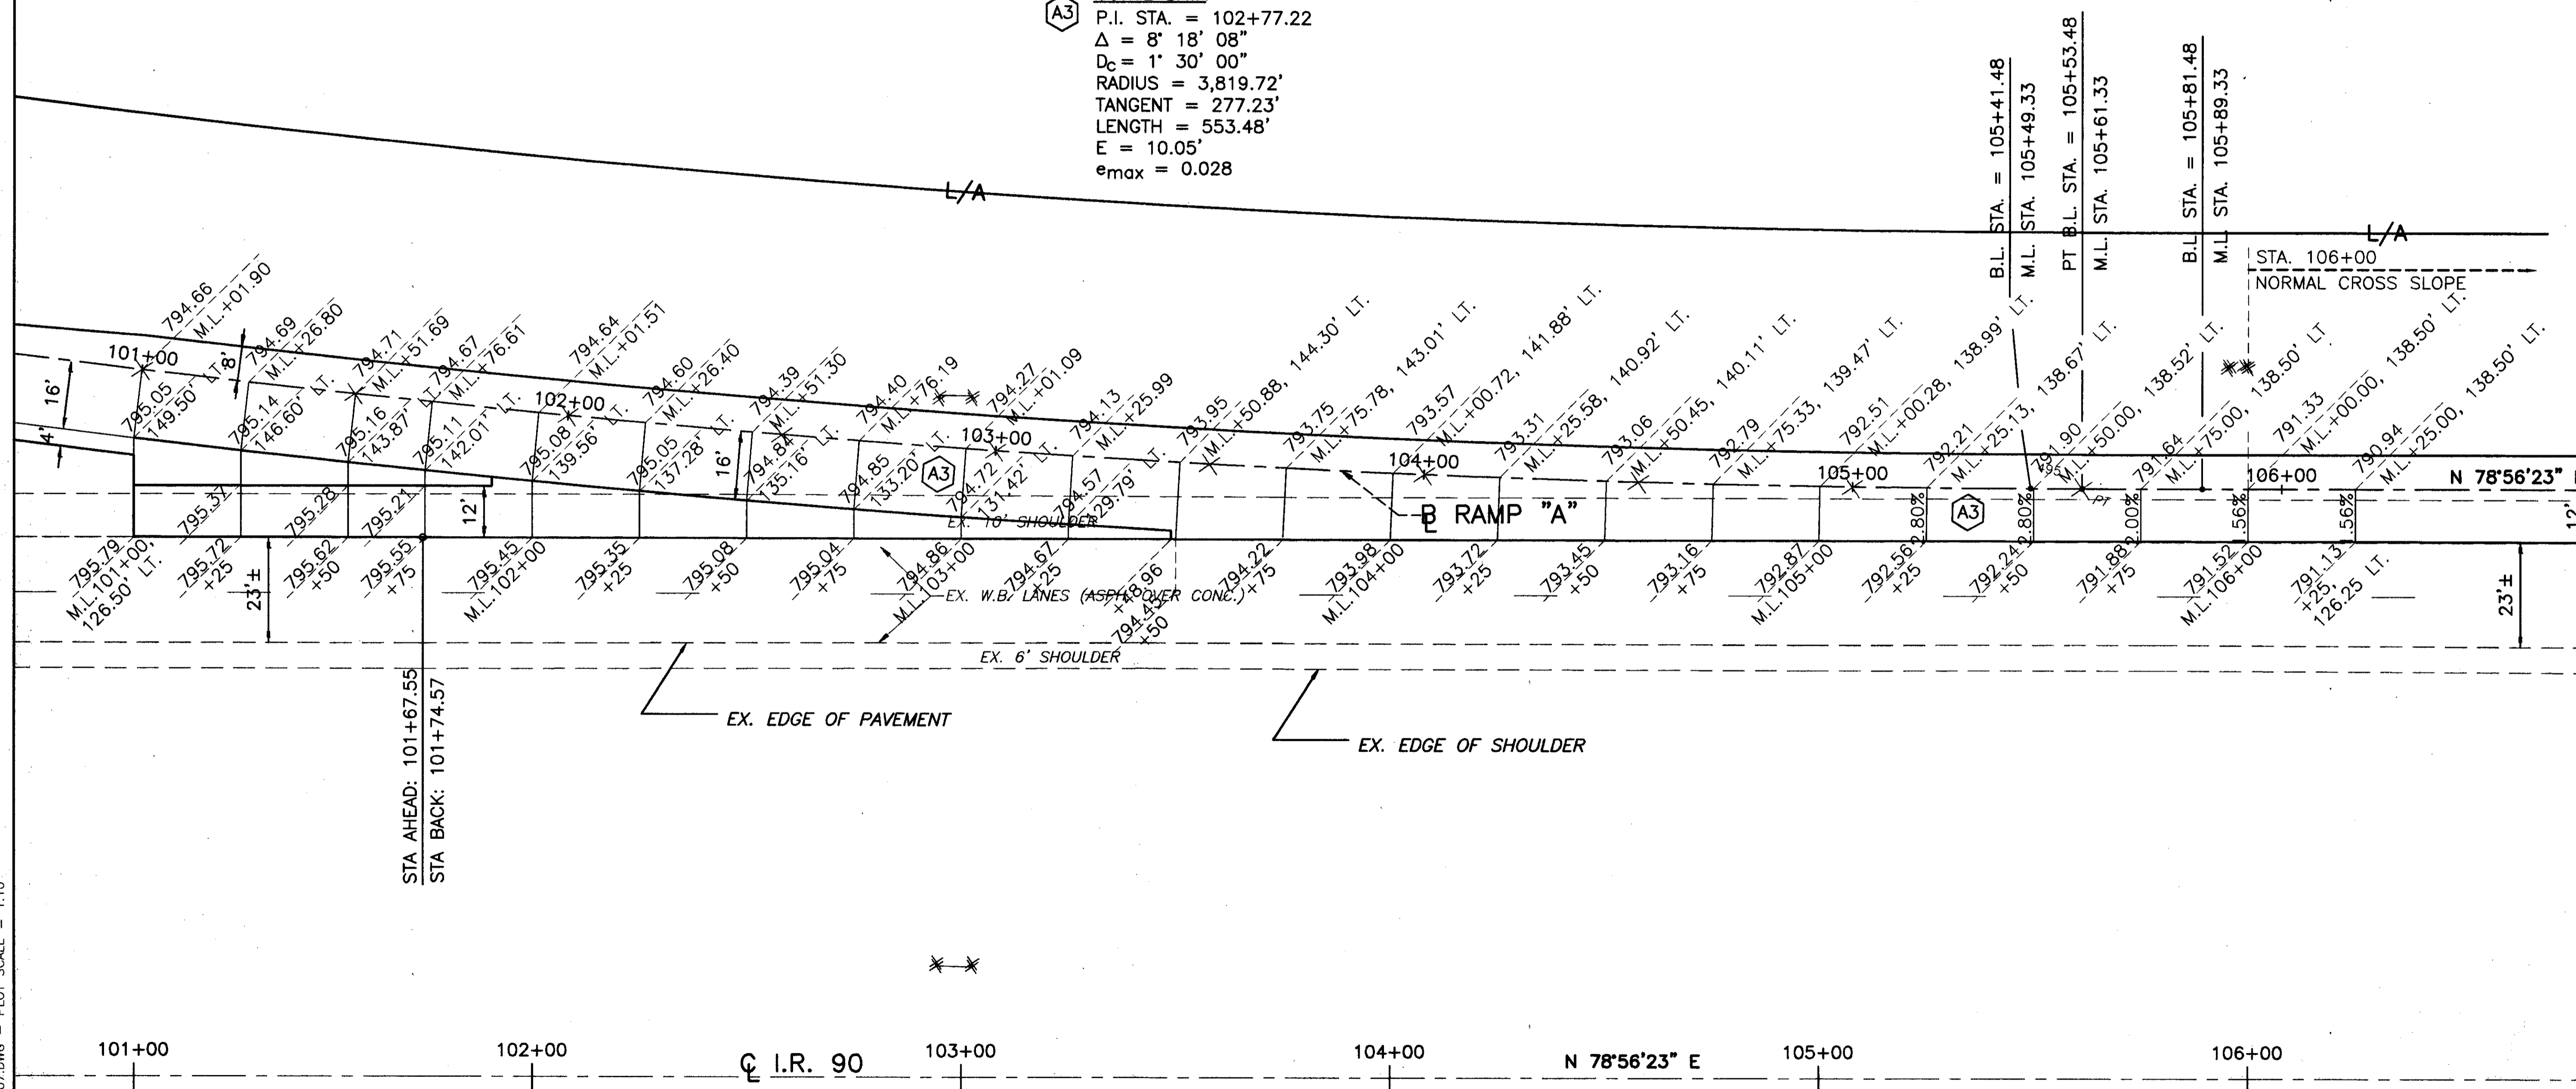 A3
P.I. STA. = 102+77.22
Δ = 8° 18' 08"
Dc = 1° 30' 00"
RADIUS = 3,819.72'
TANGENT = 277.23'
LENGTH = 553.48'
E = 10.05'
emax = 0.028
B.L. STA. = 105+41.48
M.L. STA. 105+49.33
PT B.L. STA. = 105+53.48
M.L. STA. 105+61.33
B.L. STA. = 105+81.48
M.L. STA. 105+89.33
L/A
L/A
STA. 106+00
NORMAL CROSS SLOPE
794.66
M.L.+01.90
794.69
M.L.+26.80
794.71
M.L.+51.69
794.67
M.L.+76.61
794.64
M.L.+01.51
794.60
M.L.+26.40
794.39
M.L.+51.30
794.40
M.L.+76.19
794.27
M.L.+01.09
794.13
M.L.+25.99
793.95
M.L.+50.88, 144.30' LT.
793.75
M.L.+75.78, 143.01' LT.
793.57
M.L.+00.72, 141.88' LT.
793.31
M.L.+25.58, 140.92' LT.
793.06
M.L.+50.45, 140.11' LT.
792.79
M.L.+75.33, 139.47' LT.
792.51
M.L.+00.28, 138.99' LT.
792.21
M.L.+25.13, 138.67' LT.
791.90
M.L.+50.00, 138.52' LT.
791.64
M.L.+75.00, 138.50' LT
791.33
M.L.+00.00, 138.50' LT.
790.94
M.L.+25.00, 138.50' LT.
101+00
102+00
103+00
104+00
105+00
106+00
N 78°56'23"
16'
4'
8'
16'
12'
12'
795.05
149.50' LT.
795.14
146.60' LT.
795.16
143.87' LT.
795.11
142.01' LT.
795.08
139.56' LT.
795.05
137.28' LT.
794.84
135.16' LT.
794.85
133.20' LT.
794.72
131.42' LT.
794.57
129.79' LT.
A3
A3
PT
℄ RAMP "A"
EX. 10' SHOULDER
2.80%
2.80%
2.00%
1.56%
1.56%
795.37
795.28
795.21
795.79
M.L.101+00,
126.50' LT.
795.72
+25
795.62
+50
795.55
+75
795.45
M.L.102+00
795.35
+25
795.08
+50
795.04
+75
794.86
M.L.103+00
794.67
+25
+48.96
794.45
+50
794.22
+75
793.98
M.L.104+00
793.72
+25
793.45
+50
793.16
+75
792.87
M.L.105+00
792.56
+25
792.24
+50
791.88
+75
791.52
M.L.106+00
791.13
+25,
126.25 LT.
23'±
23'±
EX. W.B. LANES (ASPH. OVER CONC.)
EX. 6' SHOULDER
EX. EDGE OF PAVEMENT
EX. EDGE OF SHOULDER
STA AHEAD: 101+67.55
STA BACK: 101+74.57
101+00
102+00
103+00
104+00
105+00
106+00
℄ I.R. 90
N 78°56'23" E